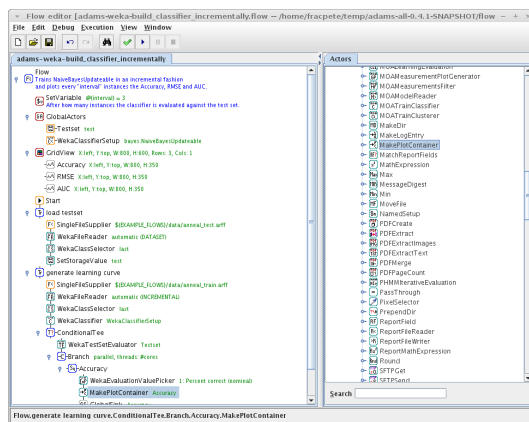 Flow editor [adams-weka-build_classifier_incrementally.flow -- /home/fracpete/temp/adams-all-0.4.1-SNAPSHOT/flow
File Edit Debug Execution View Window
adams-weka-build_classifier_incrementally
Flow
Trains NaiveBayesUpdateable in an incremental fashion
and plots every "interval" instances the Accuracy, RMSE and AUC.
SetVariable @{interval} = 3
After how many instances the classifier is evaluated against the test set.
GlobalActors
Testset test
WekaClassifierSetup bayes.NaiveBayesUpdateable
GridView X:left, Y:top, W:800, H:600, Rows: 3, Cols: 1
Accuracy X:left, Y:top, W:800, H:350
RMSE X:left, Y:top, W:800, H:350
AUC X:left, Y:top, W:800, H:350
Start
load testset
SingleFileSupplier ${EXAMPLE_FLOWS}/data/anneal_test.arff
WekaFileReader automatic (DATASET)
WekaClassSelector last
SetStorageValue test
generate learning curve
SingleFileSupplier ${EXAMPLE_FLOWS}/data/anneal_train.arff
WekaFileReader automatic (INCREMENTAL)
WekaClassSelector last
WekaClassifier WekaClassifierSetup
ConditionalTee
WekaTestSetEvaluator Testset
Branch parallel, threads: #cores
Accuracy
WekaEvaluationValuePicker 1: Percent correct (nominal)
MakePlotContainer Accuracy
Actors
MOAMeasurementPlotGenerator
MOAMeasurementsFilter
MOAModelReader
MOATrainClassifier
MOATrainClusterer
MakeDir
MakeLogEntry
MakePlotContainer
MatchReportFields
MathExpression
Max
MessageDigest
Min
MoveFile
NamedSetup
PDFCreate
PDFExtract
PDFExtractImages
PDFExtractText
PDFMerge
PDFPageCount
PHMMIterativeEvaluation
PassThrough
PixelSelector
PrependDir
ReportField
ReportFileReader
ReportFileWriter
ReportMathExpression
Round
SFTPGet
SFTPSend
Search
Flow.generate learning curve.ConditionalTee.Branch.Accuracy.MakePlotContainer